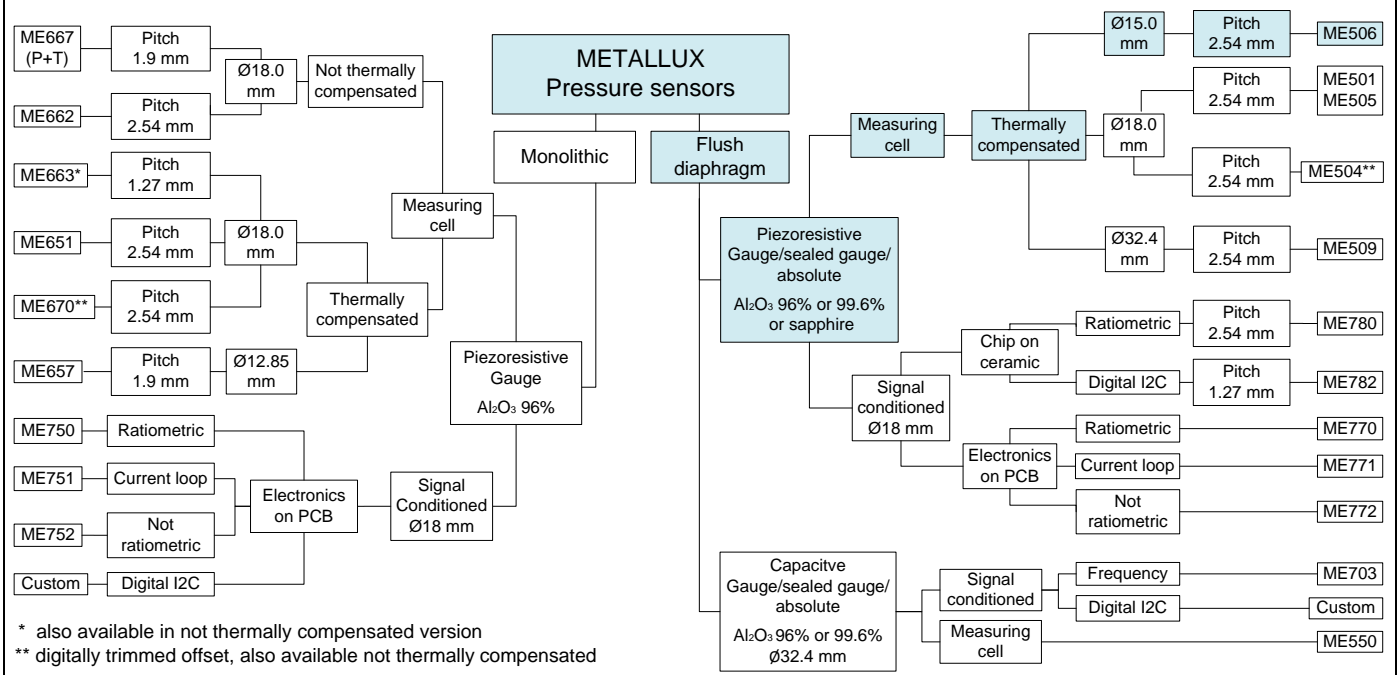 METALLUX
Pressure sensors
Monolithic
Flush
diaphragm
ME667
(P+T)
Pitch
1.9 mm
Ø18.0
mm
Not thermally
compensated
ME662
Pitch
2.54 mm
ME663*
Pitch
1.27 mm
ME651
Pitch
2.54 mm
Ø18.0
mm
ME670**
Pitch
2.54 mm
Thermally
compensated
ME657
Pitch
1.9 mm
Ø12.85
mm
Measuring
cell
Piezoresistive
Gauge
Al₂O₃ 96%
ME750
Ratiometric
ME751
Current loop
ME752
Not
ratiometric
Custom
Digital I2C
Electronics
on PCB
Signal
Conditioned
Ø18 mm
Piezoresistive
Gauge/sealed gauge/
absolute
Al₂O₃ 96% or 99.6%
or sapphire
Measuring
cell
Thermally
compensated
Ø15.0
mm
Pitch
2.54 mm
ME506
Ø18.0
mm
Pitch
2.54 mm
ME501
ME505
Pitch
2.54 mm
ME504**
Ø32.4
mm
Pitch
2.54 mm
ME509
Signal
conditioned
Ø18 mm
Chip on
ceramic
Ratiometric
Pitch
2.54 mm
ME780
Digital I2C
Pitch
1.27 mm
ME782
Electronics
on PCB
Ratiometric
ME770
Current loop
ME771
Not
ratiometric
ME772
Capacitve
Gauge/sealed gauge/
absolute
Al₂O₃ 96% or 99.6%
Ø32.4 mm
Signal
conditioned
Frequency
ME703
Digital I2C
Custom
Measuring
cell
ME550
* also available in not thermally compensated version
** digitally trimmed offset, also available not thermally compensated